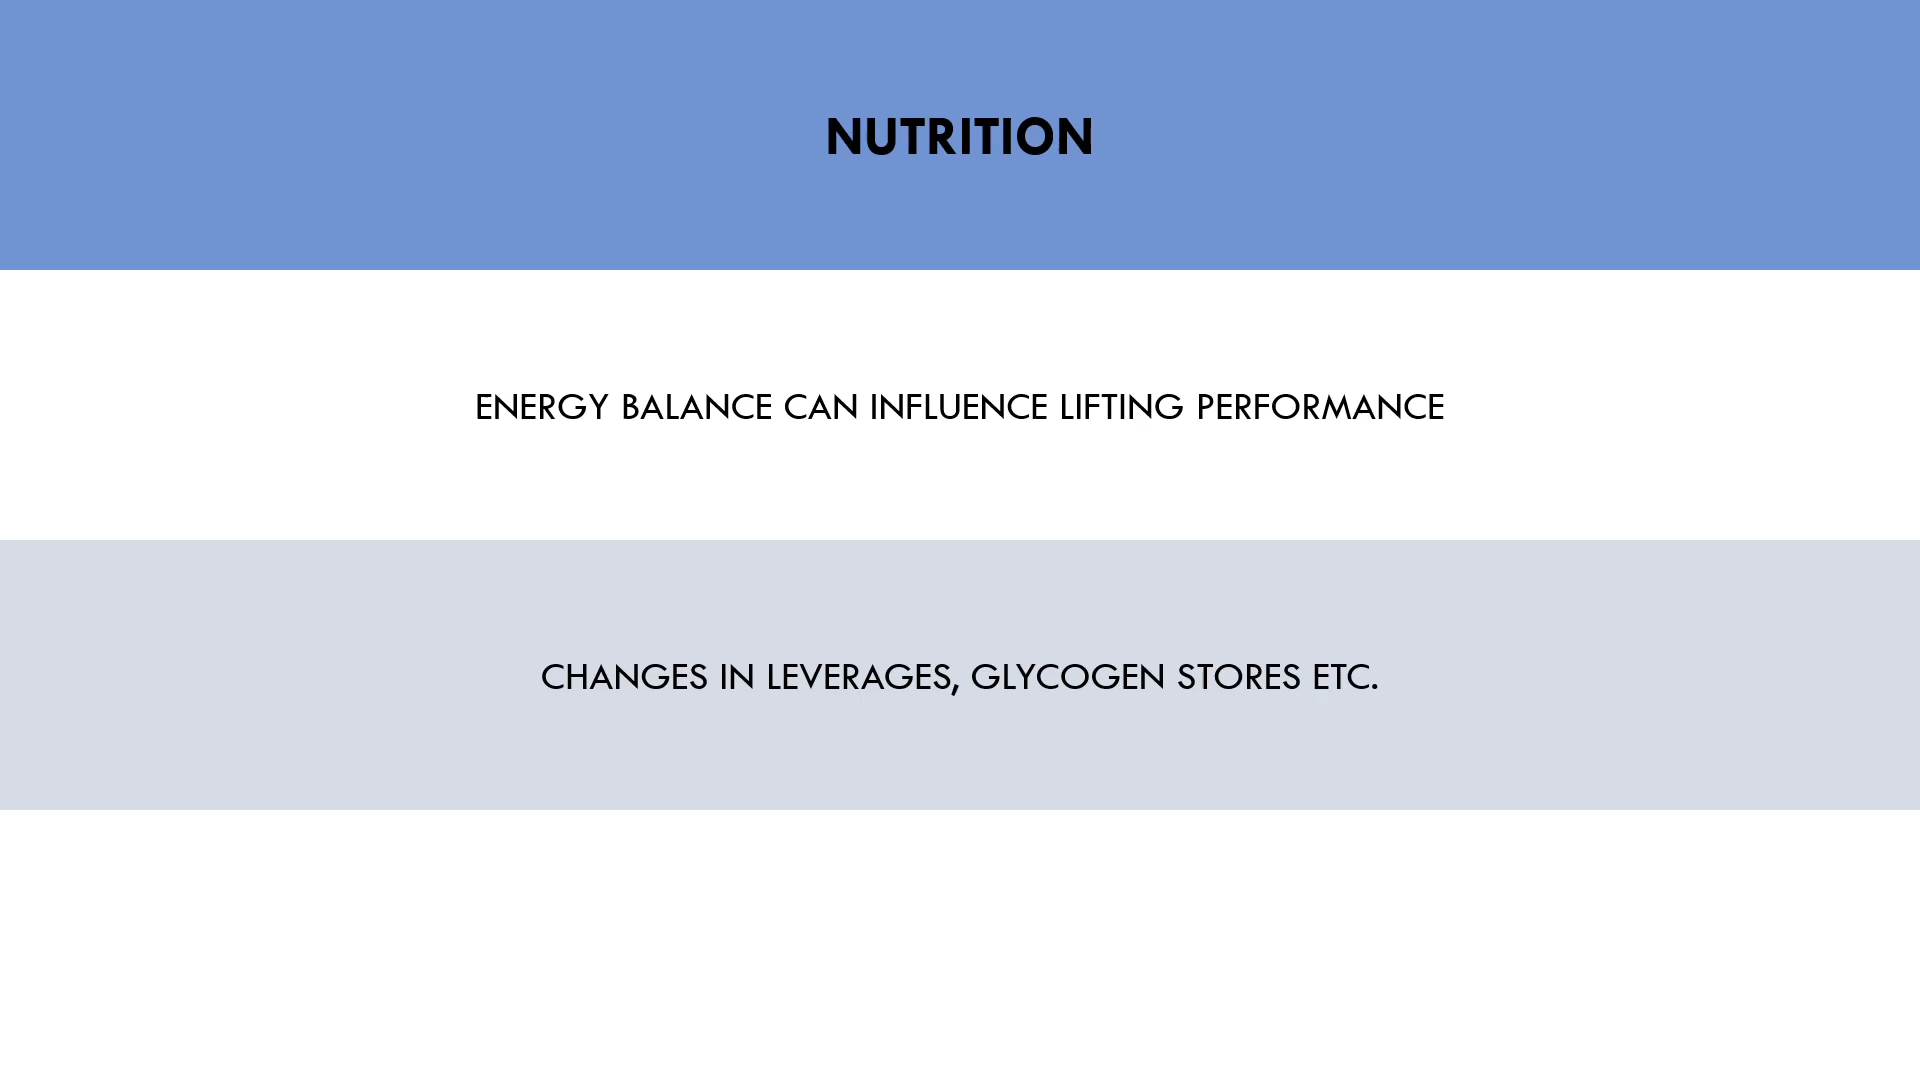 NUTRITION
ENERGY BALANCE CAN INFLUENCE LIFTING PERFORMANCE
CHANGES IN LEVERAGES, GLYCOGEN STORES ETC.